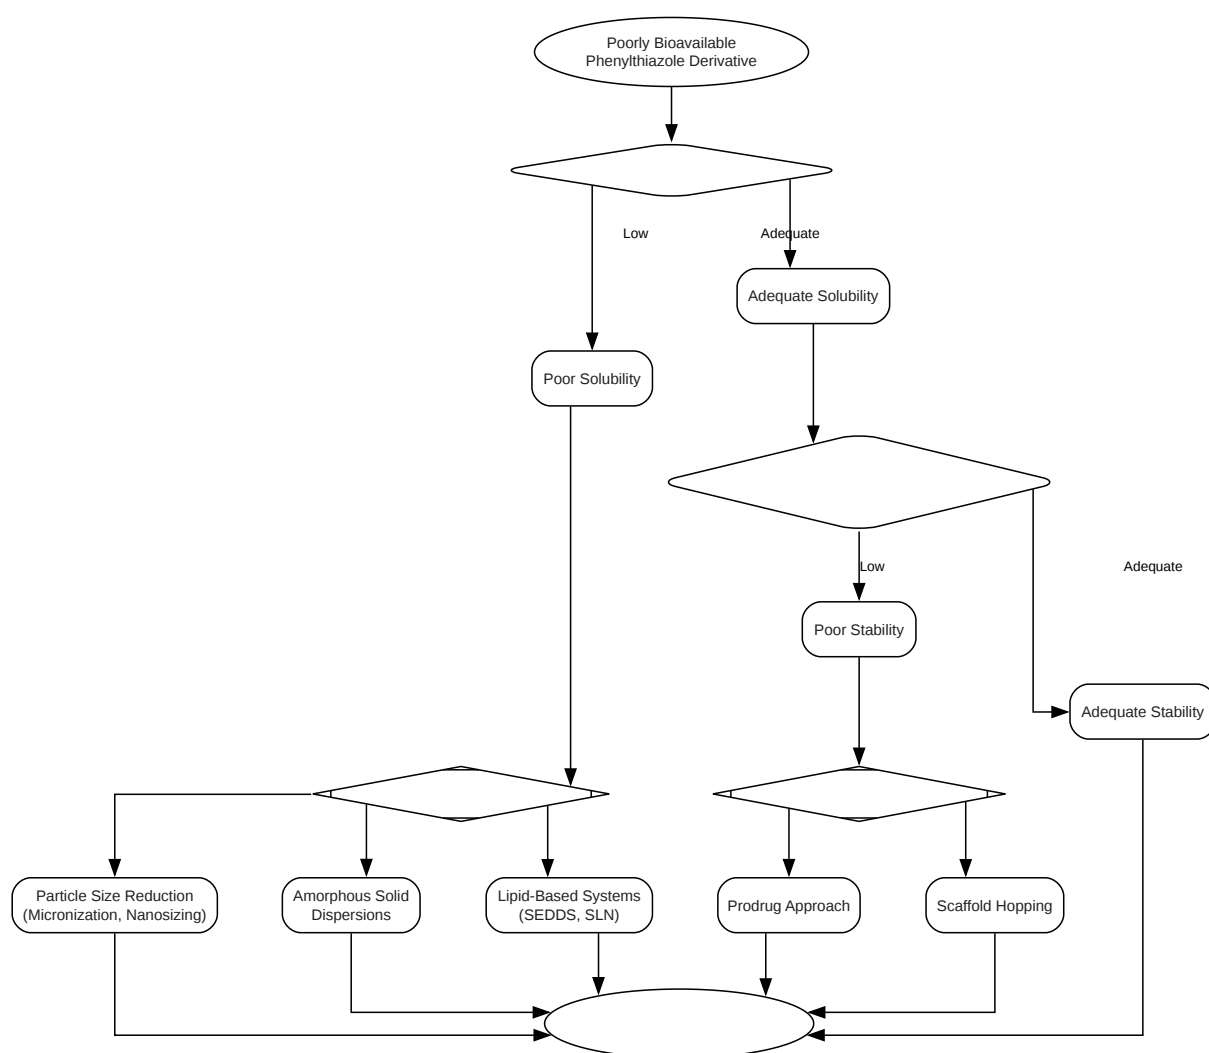 Poorly Bioavailable
Phenylthiazole Derivative
Low
Adequate
Adequate Solubility
Poor Solubility
Low
Adequate
Poor Stability
Adequate Stability
Particle Size Reduction
(Micronization, Nanosizing)
Amorphous Solid
Dispersions
Lipid-Based Systems
(SEDDS, SLN)
Prodrug Approach
Scaffold Hopping